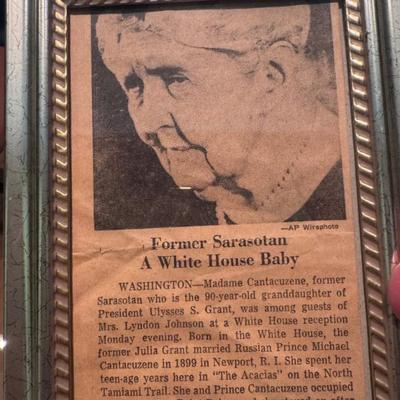 —AP Wirephoto
Former Sarasotan
A White House Baby
WASHINGTON—Madame Cantacuzene, former
Sarasotan who is the 90-year-old granddaughter of
President Ulysses S. Grant, was among guests of
Mrs. Lyndon Johnson at a White House reception
Monday evening. Born in the White House, the
former Julia Grant married Russian Prince Michael
Cantacuzene in 1899 in Newport, R. I. She spent her
teen-age years here in "The Acacias" on the North
Tamiami Trail. She and Prince Cantacuzene occupied